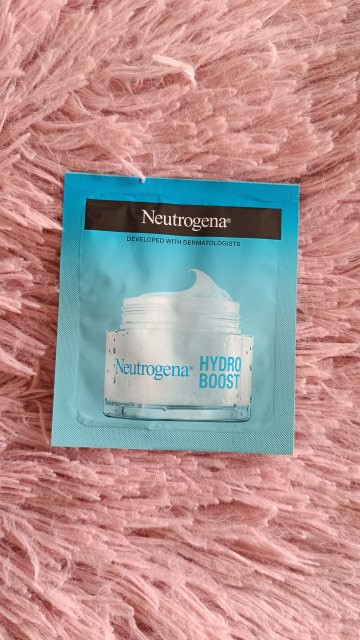 Neutrogena®
DEVELOPED WITH DERMATOLOGISTS
Neutrogena® HYDRO
BOOST